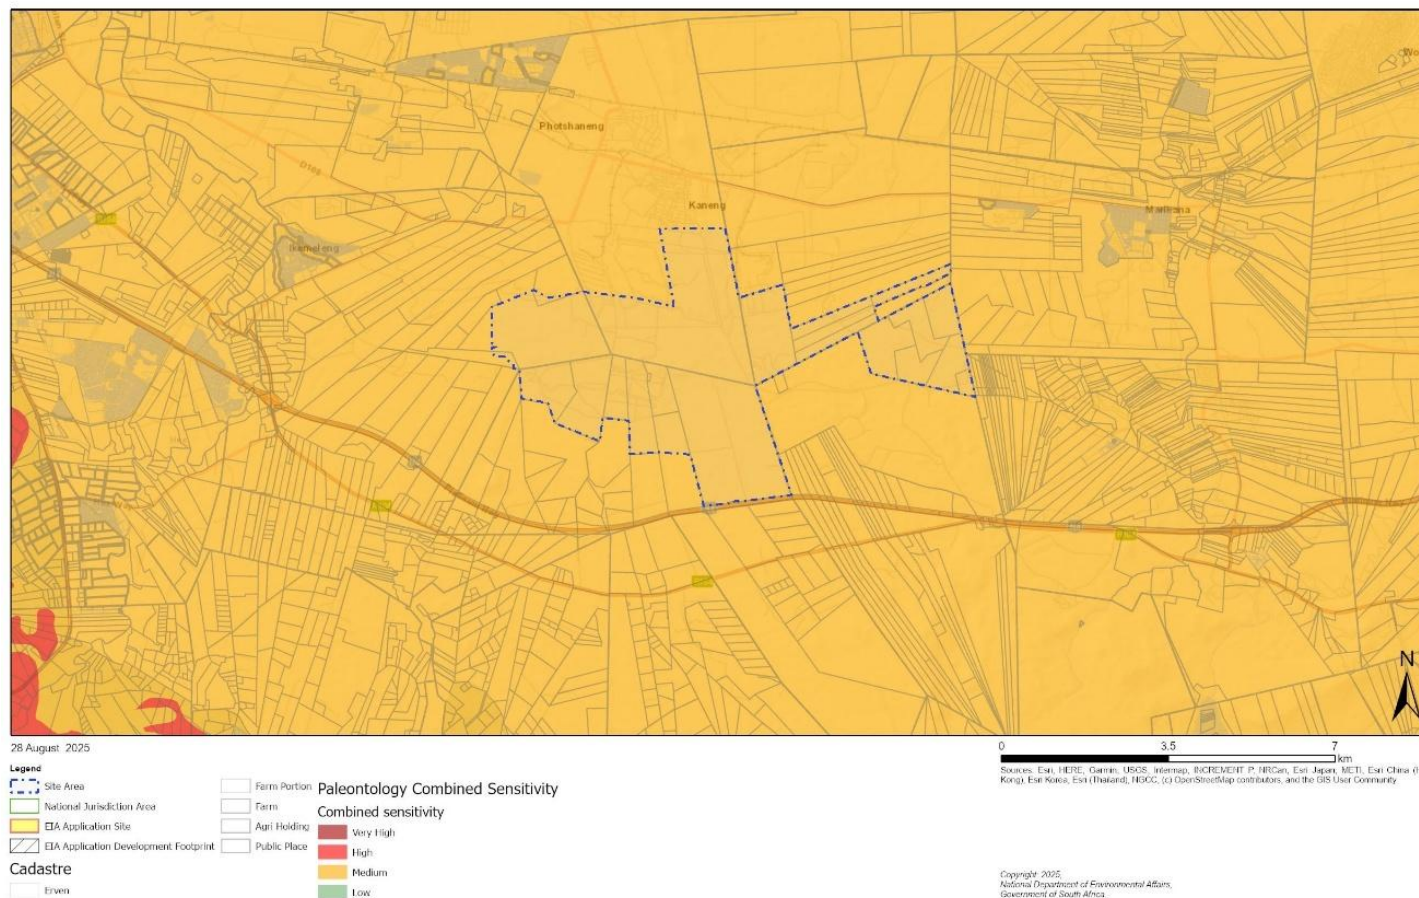 Wo
Photshaneng
D108
Kaneng
Marikana
Ikemeleng
N
28 August 2025
0 3.5 7
km
Legend
Site Area
National Jurisdiction Area
EIA Application Site
EIA Application Development Footprint
Cadastre
Erven
Farm Portion
Farm
Agri Holding
Public Place
Paleontology Combined Sensitivity
Combined sensitivity
Very High
High
Medium
Low
Sources: Esri, HERE, Garmin, USGS, Intermap, INCREMENT P, NRCan, Esri Japan, METI, Esri China (H
Kong), Esri Korea, Esri (Thailand), NGCC, (c) OpenStreetMap contributors, and the GIS User Community
Copyright: 2025,
National Department of Environmental Affairs,
Government of South Africa.